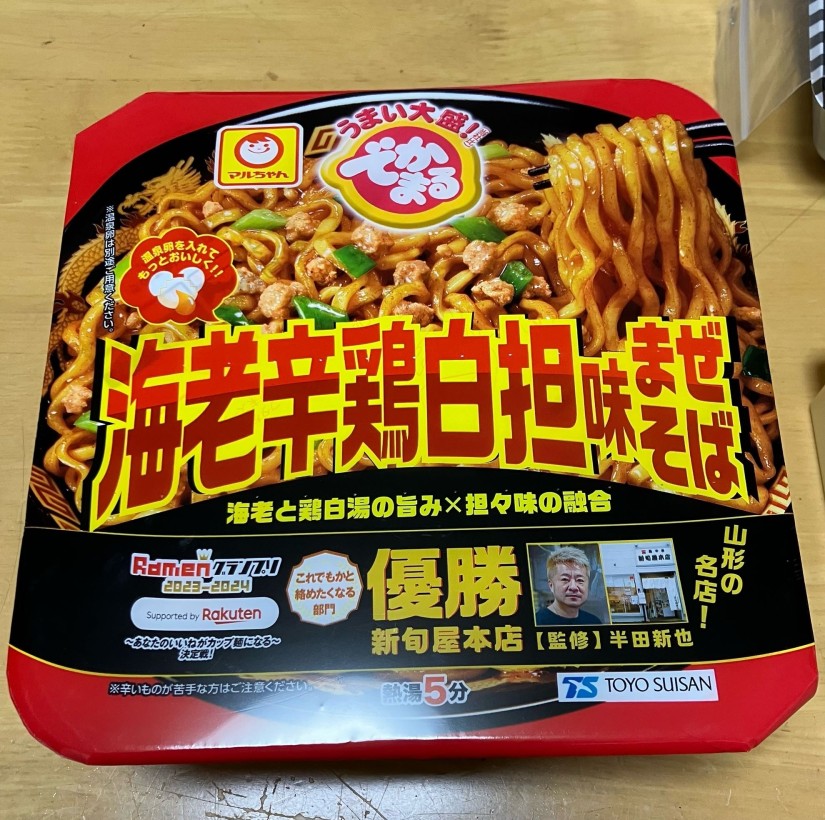 うまい大盛!
でかまる
マルちゃん
温泉卵を入れて
もっとおいしく!!
※温泉卵は別途ご用意ください。
海老辛鶏白担味まぜそば
海老と鶏白湯の旨み×担々味の融合
Ramenグランプリ
2023-2024
Supported by Rakuten
〜あなたのいいねがカップ麺になる〜
決定戦!
これでもかと
絡めたくなる
部門
優勝
新旬屋本店【監修】半田新也
山形の
名店!
※辛いものが苦手な方はご注意ください。
熱湯5分
TS TOYO SUISAN